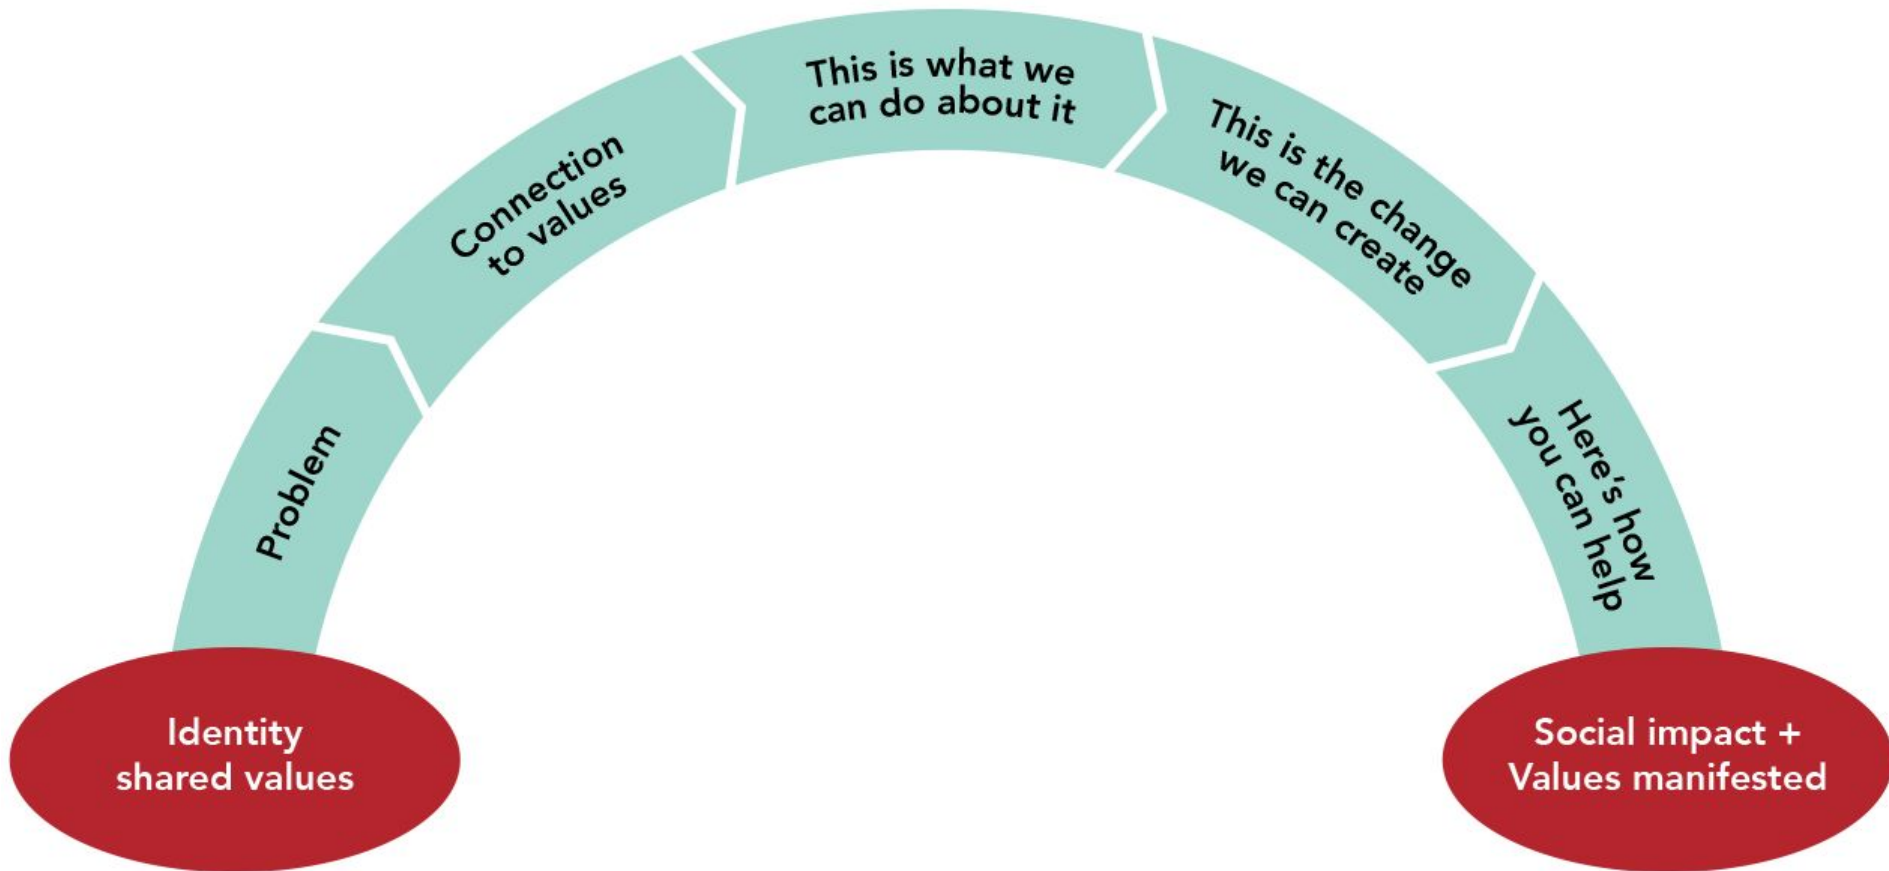 Identity
shared values
Problem
Connection
to values
This is what we
can do about it
This is the change
we can create
Here's how
you can help
Social impact +
Values manifested